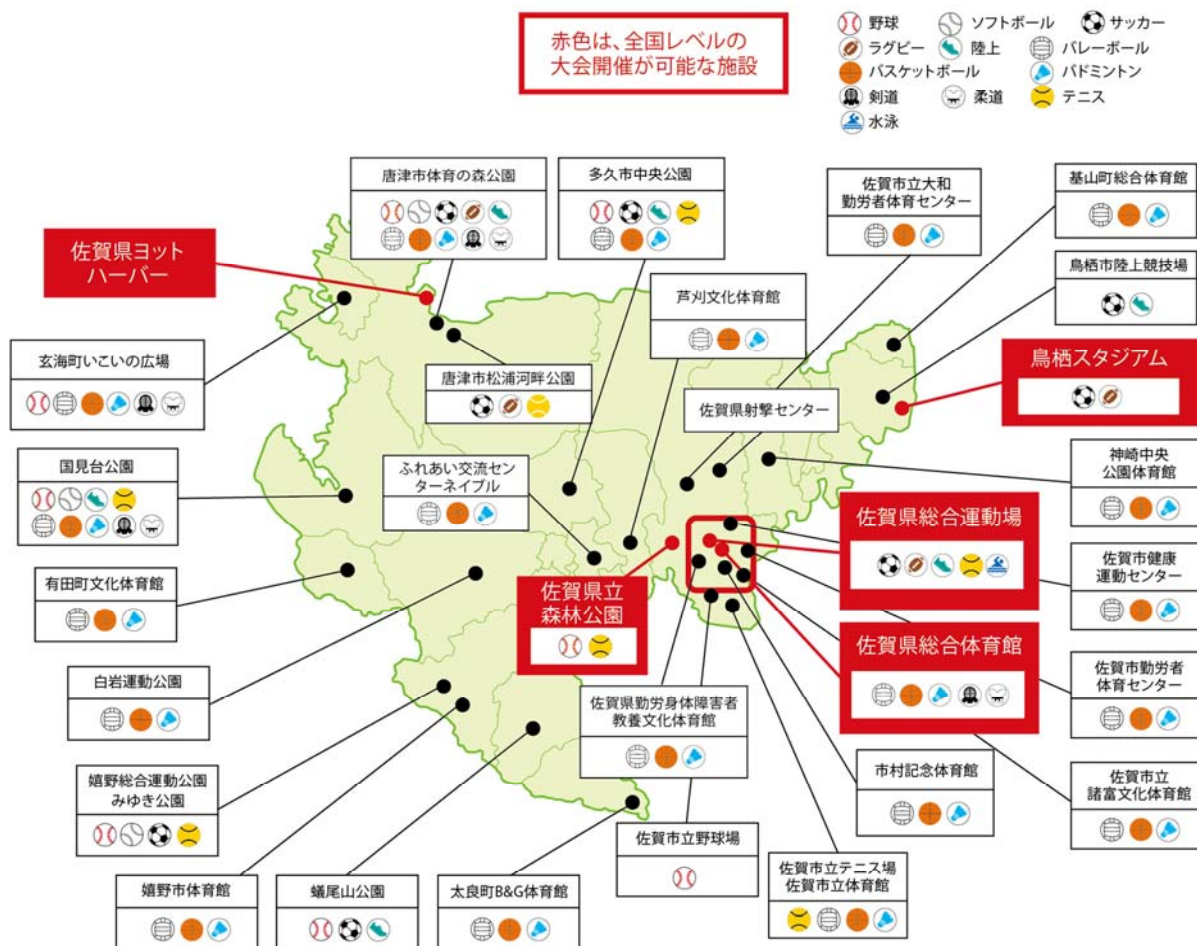 赤色は、全国レベルの
大会開催が可能な施設
野球
ソフトボール
サッカー
ラグビー
陸上
バレーボール
バスケットボール
バドミントン
剣道
柔道
テニス
水泳
唐津市体育の森公園
多久市中央公園
佐賀市立大和
勤労者体育センター
基山町総合体育館
佐賀県ヨット
ハーバー
芦刈文化体育館
鳥栖市陸上競技場
玄海町いこいの広場
唐津市松浦河畔公園
佐賀県射撃センター
鳥栖スタジアム
国見台公園
ふれあい交流セン
ターネイブル
神崎中央
公園体育館
佐賀県総合運動場
有田町文化体育館
佐賀県立
森林公園
佐賀市健康
運動センター
佐賀県総合体育館
白岩運動公園
佐賀県勤労身体障害者
教養文化体育館
佐賀市勤労者
体育センター
嬉野総合運動公園
みゆき公園
市村記念体育館
佐賀市立
諸富文化体育館
佐賀市立野球場
嬉野市体育館
蟻尾山公園
太良町B&G体育館
佐賀市立テニス場
佐賀市立体育館